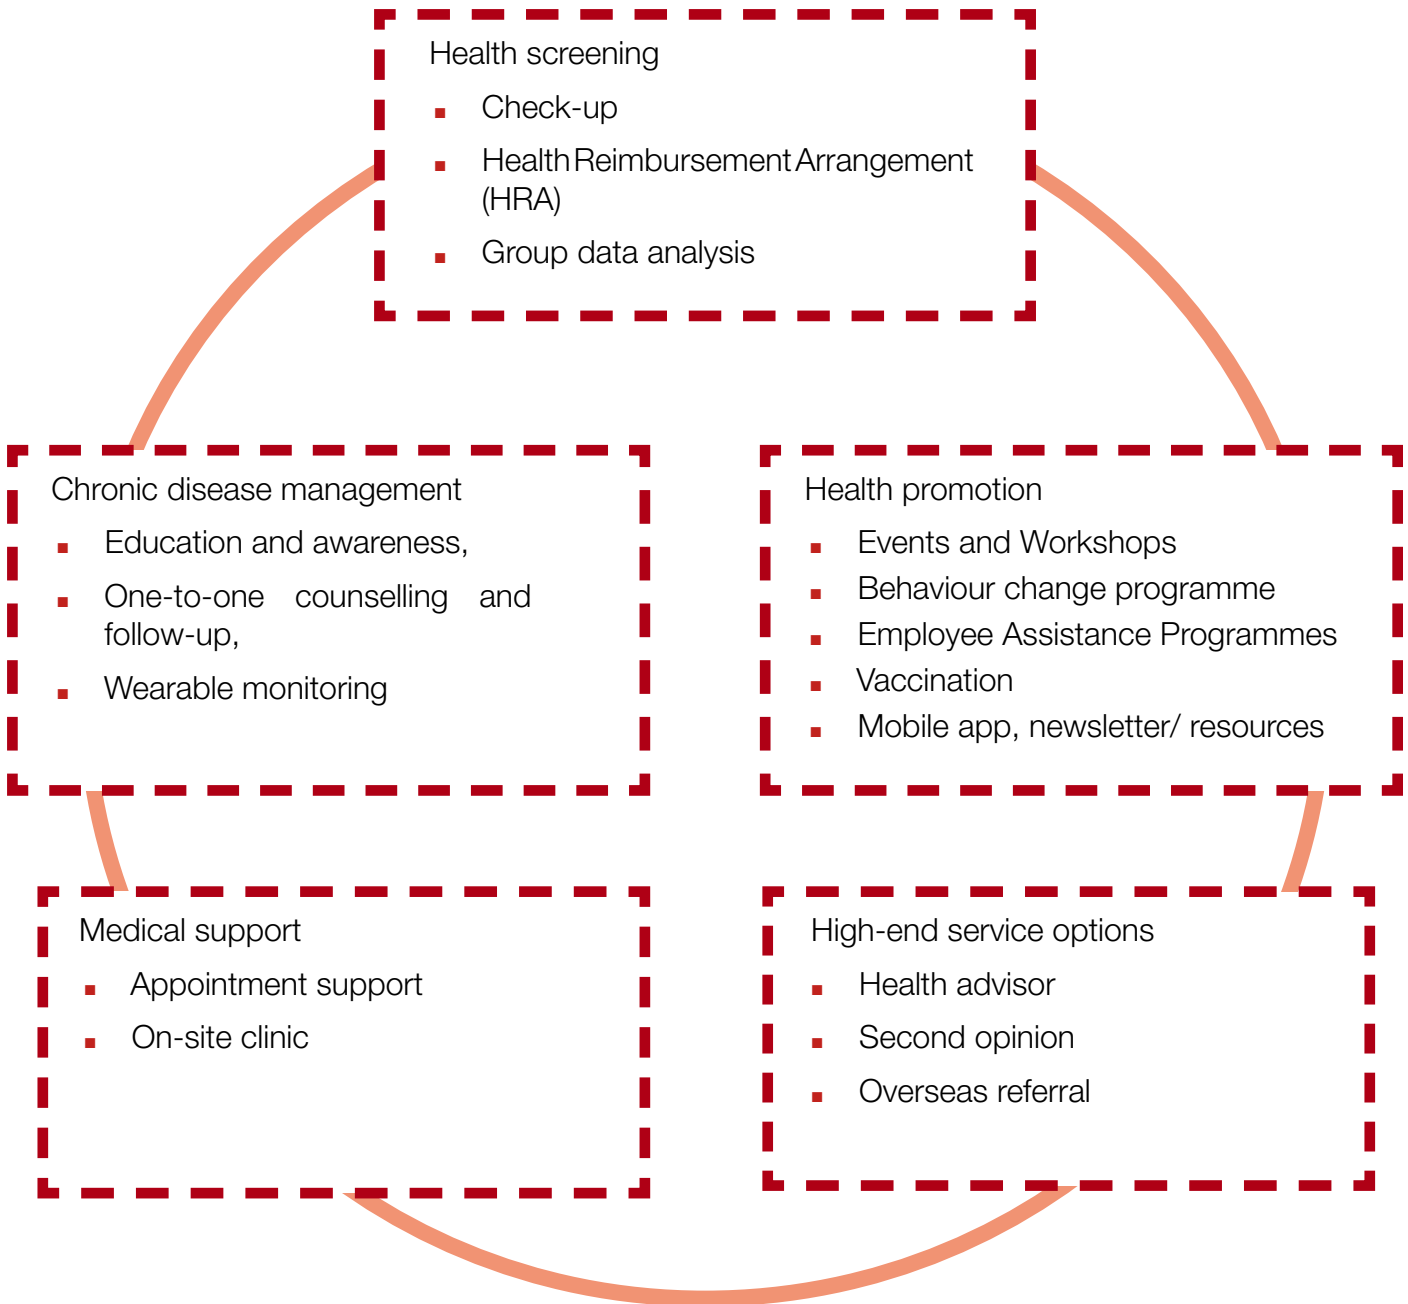 Health screening
Check-up
Health Reimbursement Arrangement
(HRA)
Group data analysis
Chronic disease management
Education and awareness,
One-to-one counselling and
follow-up,
Wearable monitoring
Health promotion
Events and Workshops
Behaviour change programme
Employee Assistance Programmes
Vaccination
Mobile app, newsletter/ resources
Medical support
Appointment support
On-site clinic
High-end service options
Health advisor
Second opinion
Overseas referral